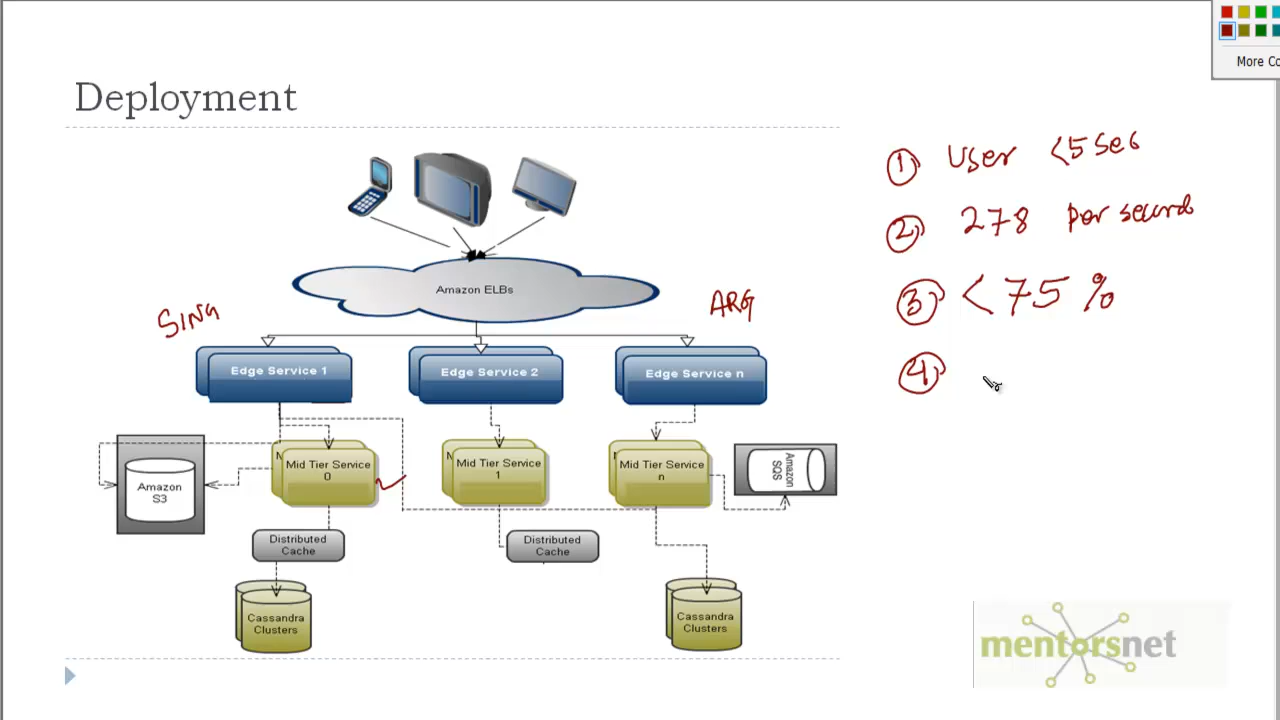 More Co
Deployment
① User <5 Sec
② 278 per second
③ <75 %
④
Amazon ELBs
SING
ARG
Edge Service 1
Edge Service 2
Edge Service n
Mid Tier Service
0
Mid Tier Service
1
Mid Tier Service
n
Amazon
S3
Amazon
SQS
Distributed
Cache
Distributed
Cache
Cassandra
Clusters
Cassandra
Clusters
mentorsnet